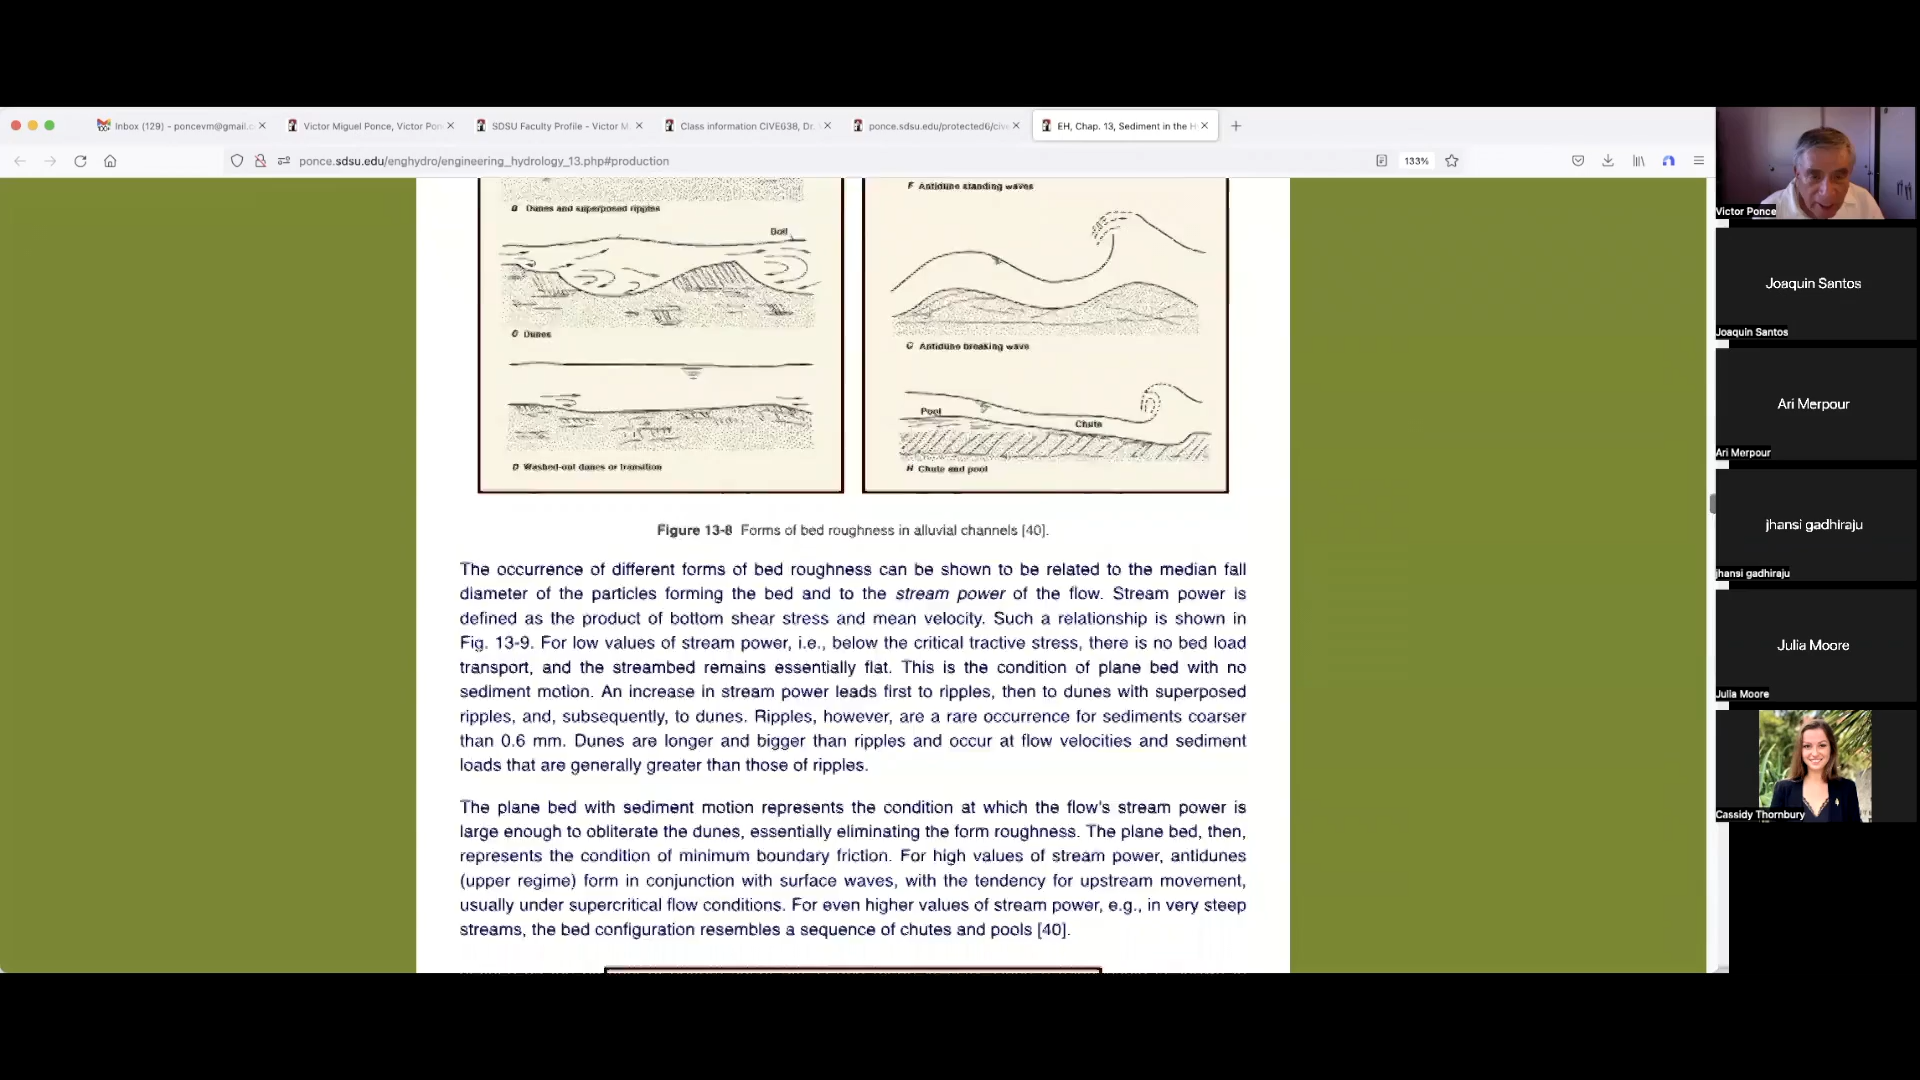 Inbox (129) - poncevm@gmail.
Victor Miguel Ponce, Victor Pon
SDSU Faculty Profile - Victor M
Class information CIVE638, Dr.
ponce.sdsu.edu/protected6/cive
EH, Chap. 13, Sediment in the H
ponce.sdsu.edu/enghydro/engineering_hydrology_13.php#production
133%
B Dunes and superposed ripples
Boil
C Dunes
D Washed-out dunes or transition
F Antidune standing waves
G Antidune breaking wave
Pool
Chute
H Chute and pool
Figure 13-8 Forms of bed roughness in alluvial channels [40].
The occurrence of different forms of bed roughness can be shown to be related to the median fall
diameter of the particles forming the bed and to the stream power of the flow. Stream power is
defined as the product of bottom shear stress and mean velocity. Such a relationship is shown in
Fig. 13-9. For low values of stream power, i.e., below the critical tractive stress, there is no bed load
transport, and the streambed remains essentially flat. This is the condition of plane bed with no
sediment motion. An increase in stream power leads first to ripples, then to dunes with superposed
ripples, and, subsequently, to dunes. Ripples, however, are a rare occurrence for sediments coarser
than 0.6 mm. Dunes are longer and bigger than ripples and occur at flow velocities and sediment
loads that are generally greater than those of ripples.
The plane bed with sediment motion represents the condition at which the flow's stream power is
large enough to obliterate the dunes, essentially eliminating the form roughness. The plane bed, then,
represents the condition of minimum boundary friction. For high values of stream power, antidunes
(upper regime) form in conjunction with surface waves, with the tendency for upstream movement,
usually under supercritical flow conditions. For even higher values of stream power, e.g., in very steep
streams, the bed configuration resembles a sequence of chutes and pools [40].
Victor Ponce
Joaquin Santos
Joaquin Santos
Ari Merpour
Ari Merpour
jhansi gadhiraju
jhansi gadhiraju
Julia Moore
Julia Moore
Cassidy Thornbury